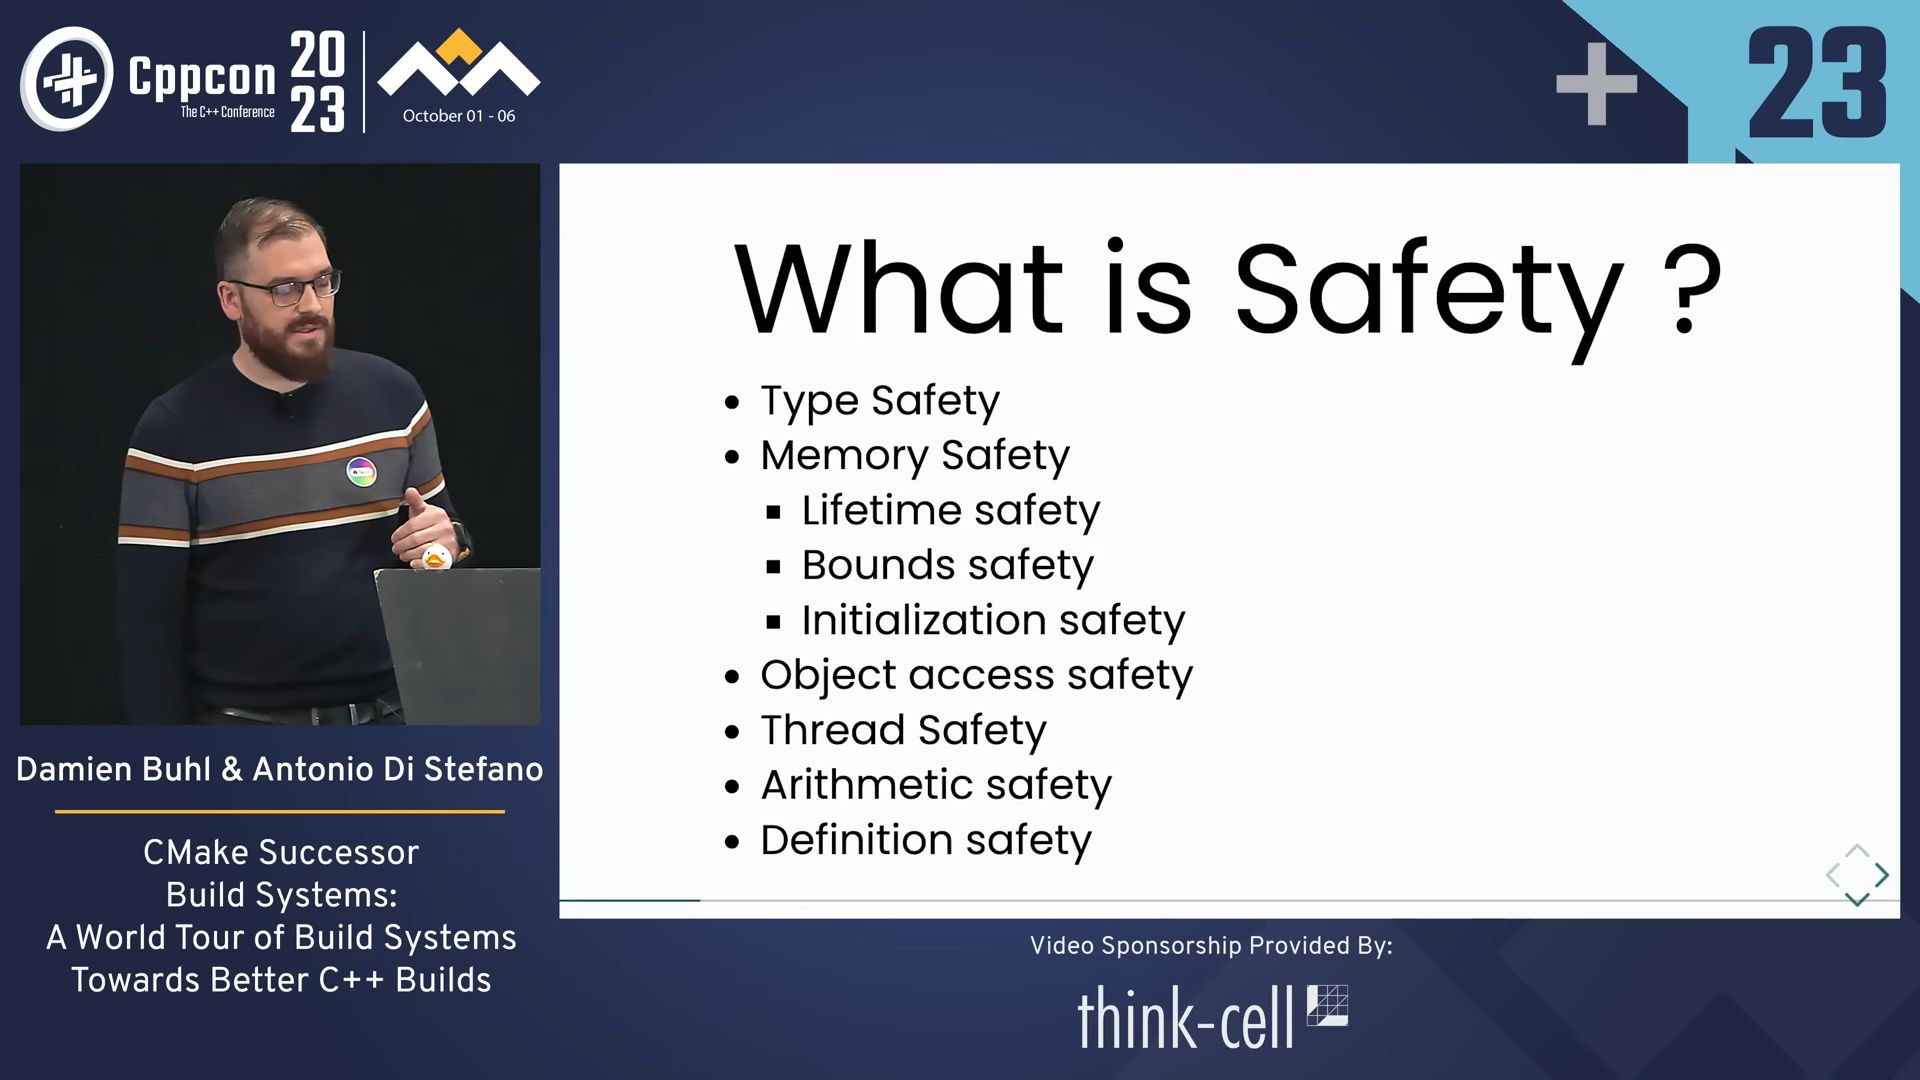 Cppcon
The C++ Conference
20
23
October 01 - 06
23
What is Safety ?
Type Safety
Memory Safety
Lifetime safety
Bounds safety
Initialization safety
Object access safety
Thread Safety
Arithmetic safety
Definition safety
Damien Buhl & Antonio Di Stefano
CMake Successor
Build Systems:
A World Tour of Build Systems
Towards Better C++ Builds
Video Sponsorship Provided By:
think-cell